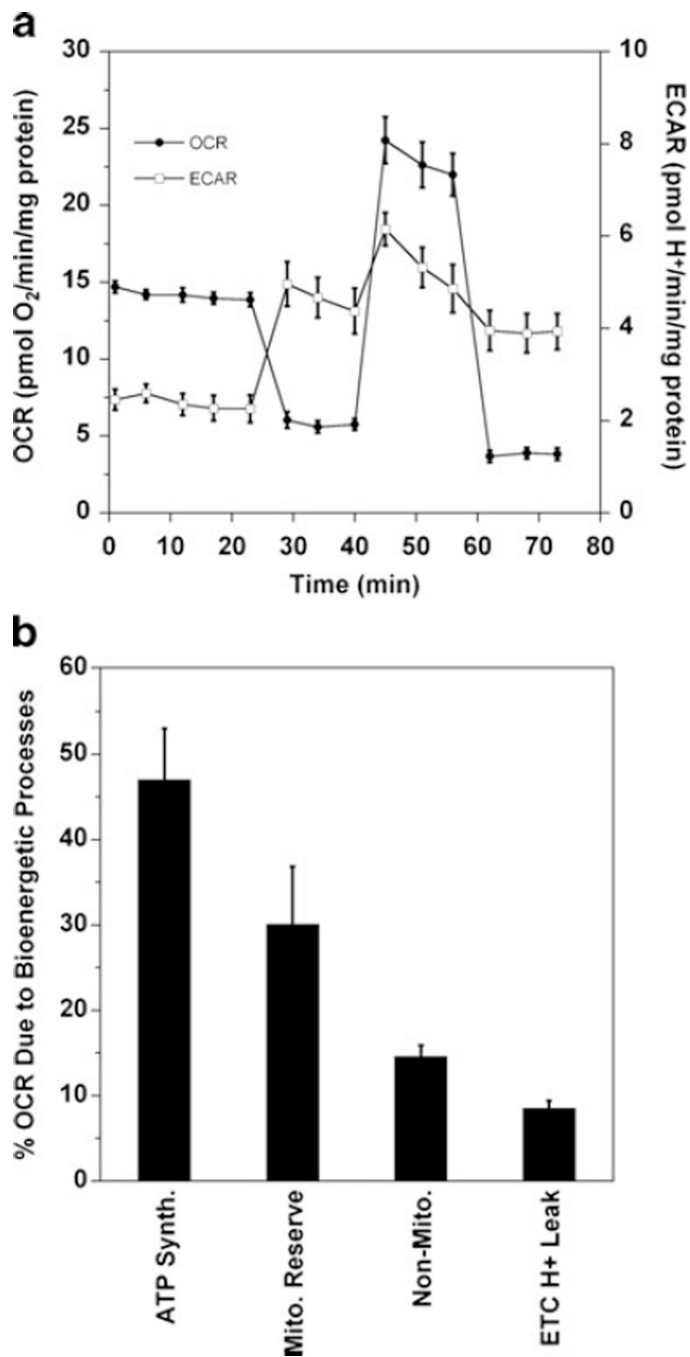 a
OCR (pmol O₂/min/mg protein)
30
25
20
15
10
5
0
OCR
ECAR
10
8
6
4
2
0
ECAR (pmol H⁺/min/mg protein)
0 10 20 30 40 50 60 70 80
Time (min)
b
% OCR Due to Bioenergetic Processes
60
50
40
30
20
10
0
ATP Synth.
Mito. Reserve
Non-Mito.
ETC H+ Leak